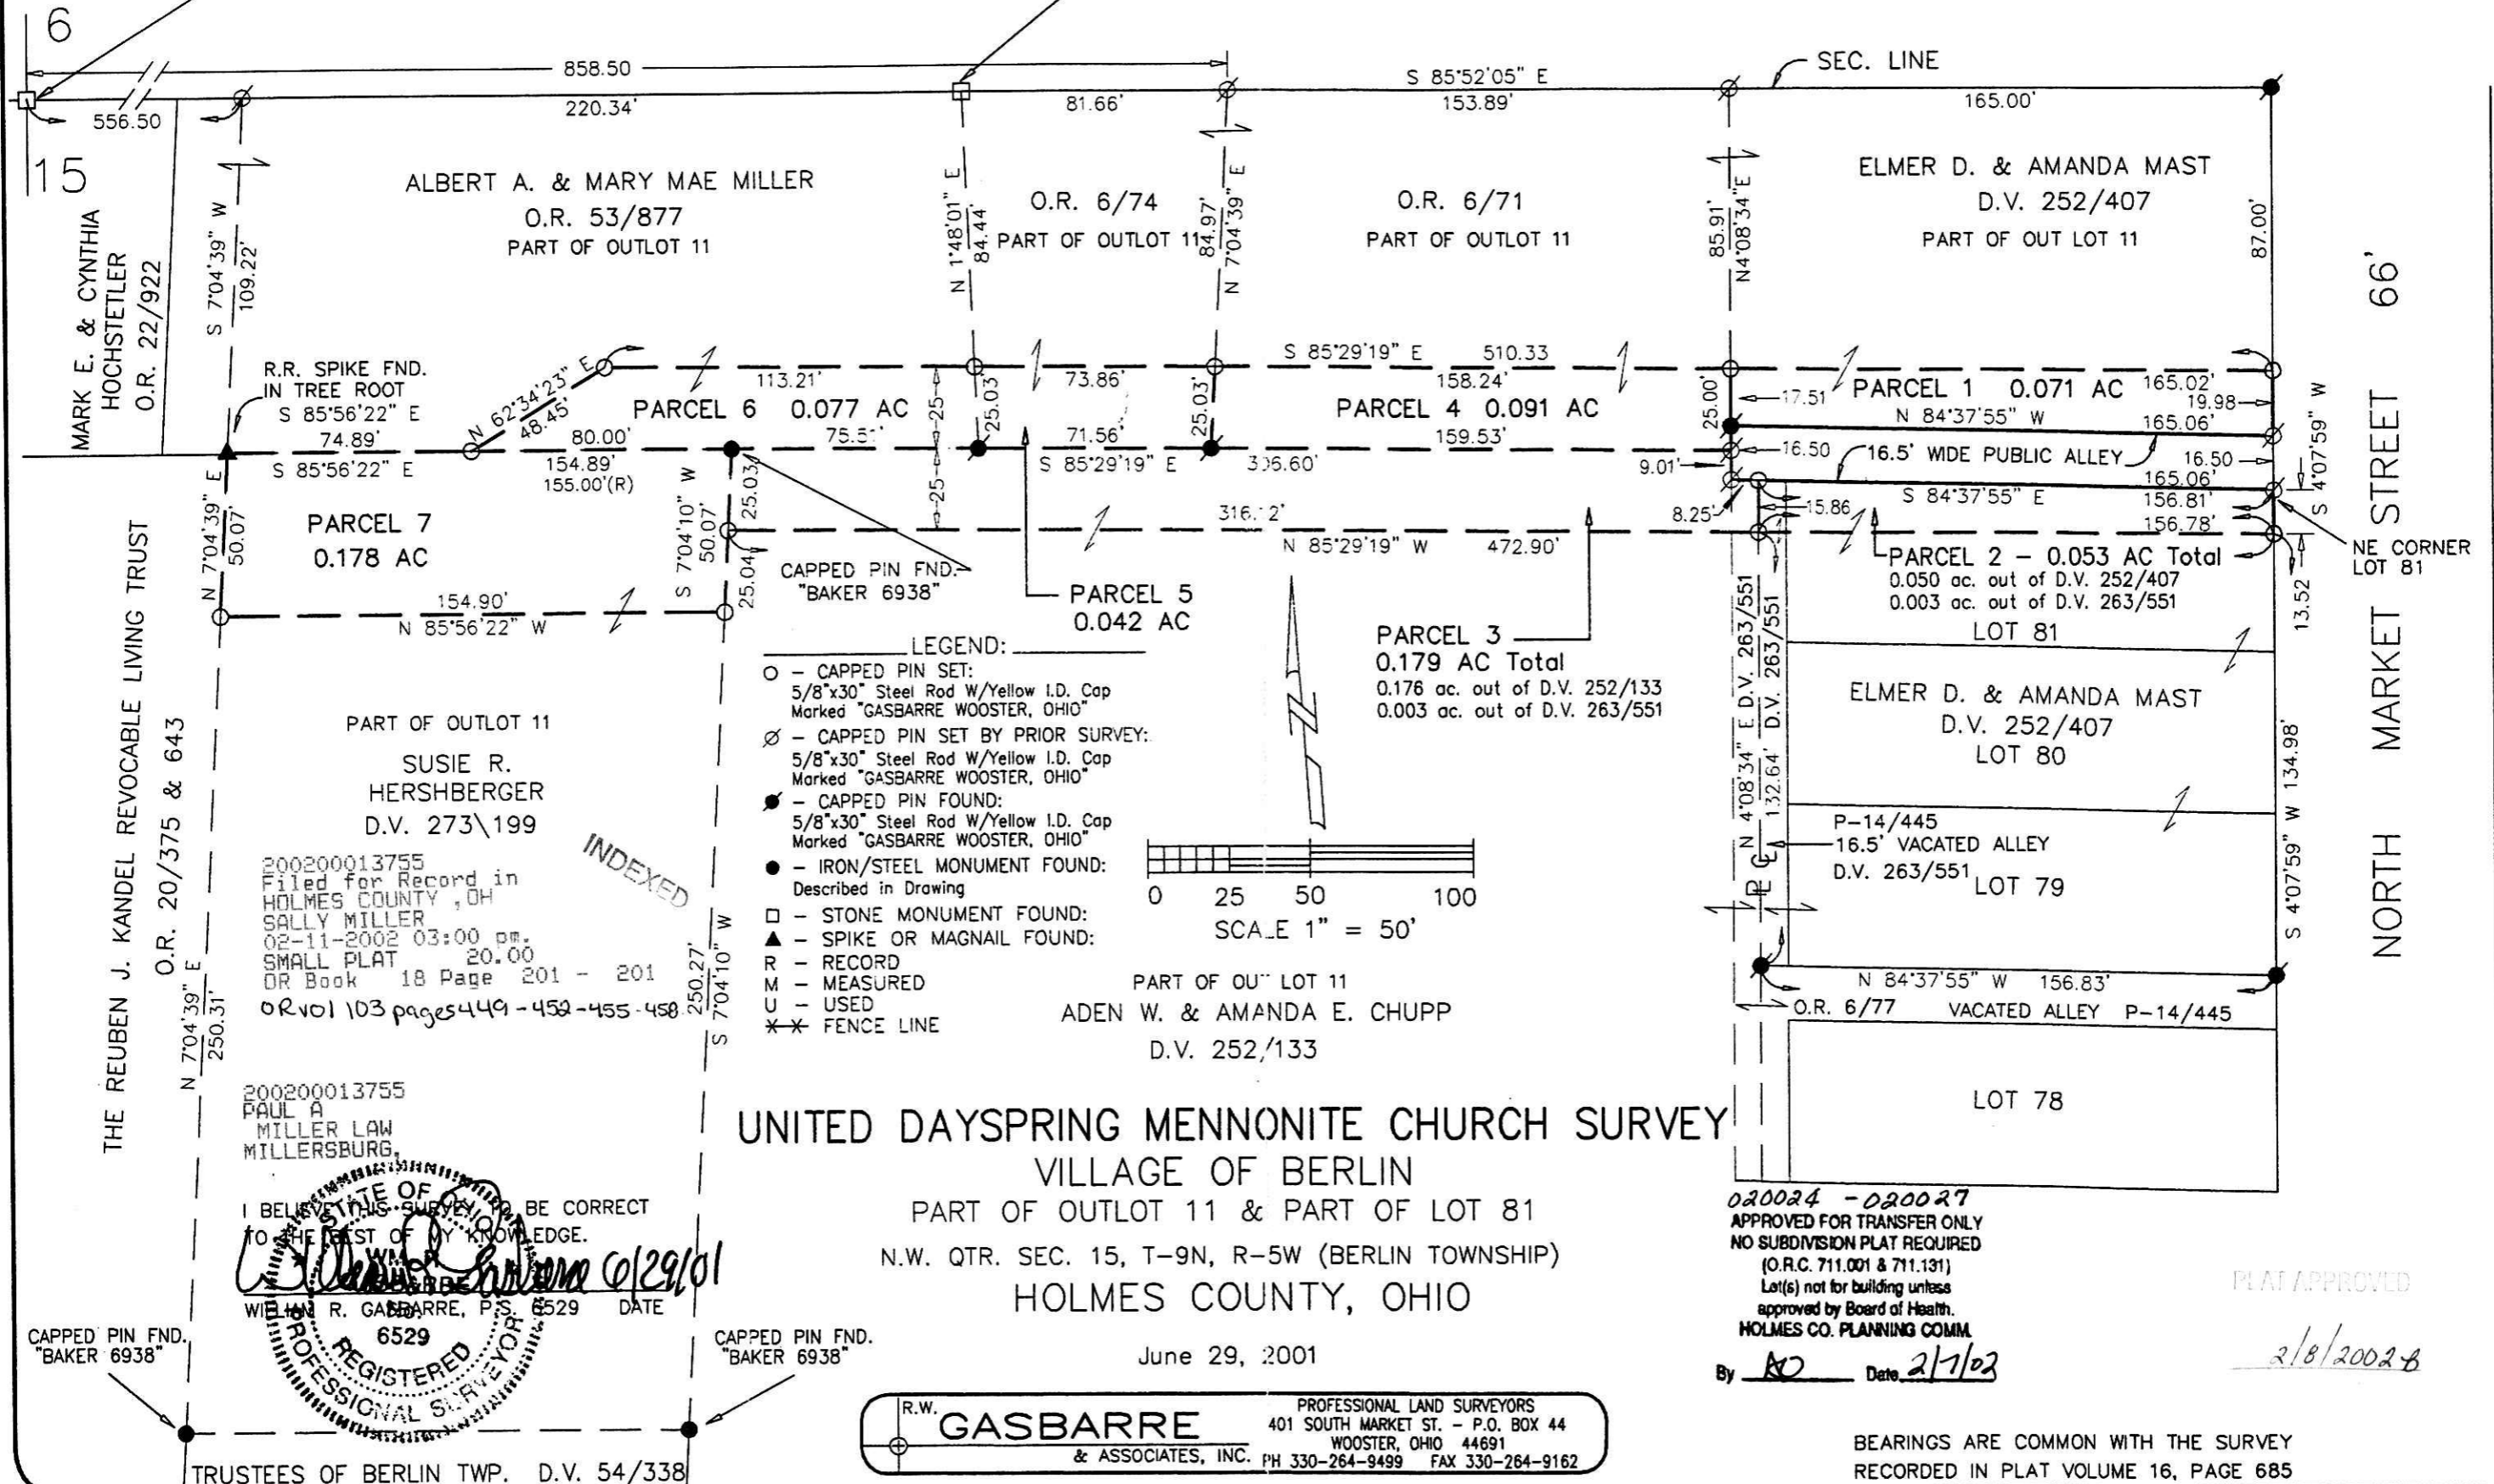 6
15
858.50
556.50
220.34'
81.66'
S 85°52'05" E
153.89'
SEC. LINE
165.00'
MARK E. & CYNTHIA
HOCHSTETLER
O.R. 22/922
S 7°04'39" W
109.22'
ALBERT A. & MARY MAE MILLER
O.R. 53/877
PART OF OUTLOT 11
N 1°48'01" E
84.44'
O.R. 6/74
PART OF OUTLOT 11
84.97'
N 7°04'39" E
O.R. 6/71
PART OF OUTLOT 11
85.91'
N4°08'34"E
ELMER D. & AMANDA MAST
D.V. 252/407
PART OF OUT LOT 11
87.00'
NORTH MARKET STREET 66'
R.R. SPIKE FND.
IN TREE ROOT
S 85°56'22" E
74.89'
S 85°56'22" E
N 62°34'23" E
48.45'
113.21'
PARCEL 6 0.077 AC
80.00'
154.89'
155.00'(R)
75.5
-25-
-25-
25.03'
73.86'
71.56'
S 85°29'19" E
25.03'
S 85°29'19" E 510.33
158.24'
PARCEL 4 0.091 AC
159.53'
25.00'
17.51
PARCEL 1 0.071 AC
165.02'
19.98
N 84°37'55" W
165.06'
16.50
16.5' WIDE PUBLIC ALLEY
16.50
9.01'
165.06'
S 84°37'55" E
156.81'
8.25'
15.86
156.78'
S 4°07'59" W
13.52
NE CORNER
LOT 81
N 7°04'39" E
50.07'
PARCEL 7
0.178 AC
154.90'
N 85°56'22" W
S 7°04'10" W
50.07'
25.03
25.04
CAPPED PIN FND.
"BAKER 6938"
N 85°29'19" W 472.90'
PARCEL 5
0.042 AC
PARCEL 3
0.179 AC Total
0.176 ac. out of D.V. 252/133
0.003 ac. out of D.V. 263/551
PARCEL 2 - 0.053 AC Total
0.050 ac. out of D.V. 252/407
0.003 ac. out of D.V. 263/551
LOT 81
THE REUBEN J. KANDEL REVOCABLE LIVING TRUST
O.R. 20/375 & 643
N 7°04'39" E
250.31'
PART OF OUTLOT 11
SUSIE R.
HERSHBERGER
D.V. 273\199
INDEXED
200200013755
Filed for Record in
HOLMES COUNTY ,OH
SALLY MILLER
02-11-2002 03:00 pm.
SMALL PLAT 20.00
OR Book 18 Page 201 - 201
ORVOl 103 pages 449-452-455-458
250.27'
S 7°04'10" W
LEGEND:
O - CAPPED PIN SET:
5/8"x30" Steel Rod W/Yellow I.D. Cap
Marked "GASBARRE WOOSTER, OHIO"
- CAPPED PIN SET BY PRIOR SURVEY:
5/8"x30" Steel Rod W/Yellow I.D. Cap
Marked "GASBARRE WOOSTER, OHIO"
- CAPPED PIN FOUND:
5/8"x30" Steel Rod W/Yellow I.D. Cap
Marked "GASBARRE WOOSTER, OHIO"
- IRON/STEEL MONUMENT FOUND:
Described in Drawing
- STONE MONUMENT FOUND:
- SPIKE OR MAGNAIL FOUND:
R - RECORD
M - MEASURED
U - USED
FENCE LINE
0 25 50 100
SCALE 1" = 50'
PART OF OUT LOT 11
ADEN W. & AMANDA E. CHUPP
D.V. 252/133
N 4°08'34" E D.V. 263/551
132.64' D.V. 263/551
ELMER D. & AMANDA MAST
D.V. 252/407
LOT 80
P-14/445
16.5' VACATED ALLEY
D.V. 263/551
LOT 79
S 4°07'59" W 134.98'
N 84°37'55" W 156.83'
O.R. 6/77 VACATED ALLEY P-14/445
LOT 78
200200013755
PAUL A
MILLER LAW
MILLERSBURG,
I BELIEVE THIS SURVEY TO BE CORRECT
TO THE BEST OF MY KNOWLEDGE.
6/29/01
WILLIAM R. GASBARRE, P.S. 6529 DATE
STATE OF OHIO
WM. R.
GASBARRE
No.
6529
REGISTERED
PROFESSIONAL SURVEYOR
CAPPED PIN FND.
"BAKER 6938"
CAPPED PIN FND.
"BAKER 6938"
TRUSTEES OF BERLIN TWP. D.V. 54/338
UNITED DAYSPRING MENNONITE CHURCH SURVEY
VILLAGE OF BERLIN
PART OF OUTLOT 11 & PART OF LOT 81
N.W. QTR. SEC. 15, T-9N, R-5W (BERLIN TOWNSHIP)
HOLMES COUNTY, OHIO
June 29, 2001
R.W.
GASBARRE
& ASSOCIATES, INC.
PROFESSIONAL LAND SURVEYORS
401 SOUTH MARKET ST. - P.O. BOX 44
WOOSTER, OHIO 44691
PH 330-264-9499 FAX 330-264-9162
020024 - 020027
APPROVED FOR TRANSFER ONLY
NO SUBDIVISION PLAT REQUIRED
(O.R.C. 711.001 & 711.131)
Lot(s) not for building unless
approved by Board of Health.
HOLMES CO. PLANNING COMM.
By Date 2/7/02
PLAT APPROVED
2/8/2002
BEARINGS ARE COMMON WITH THE SURVEY
RECORDED IN PLAT VOLUME 16, PAGE 685